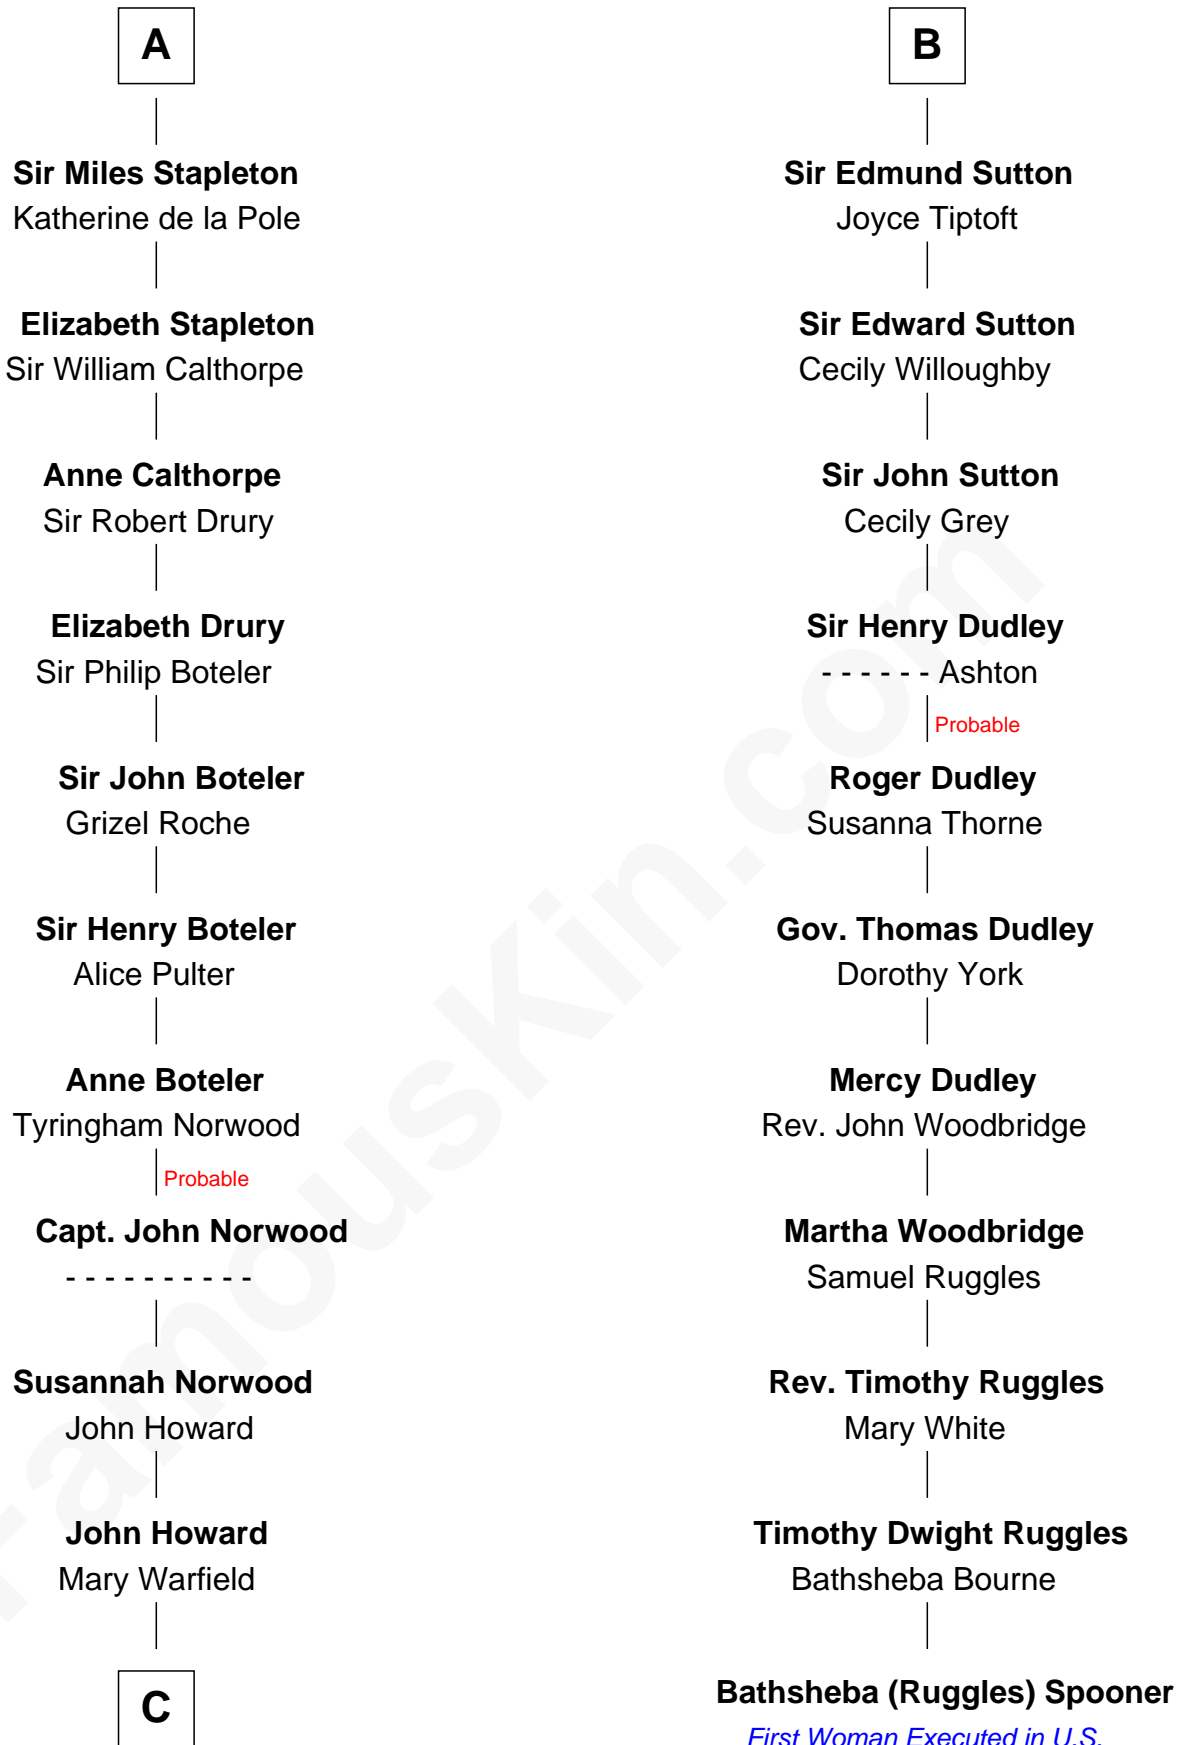 A
Sir Miles Stapleton
Katherine de la Pole
Elizabeth Stapleton
Sir William Calthorpe
Anne Calthorpe
Sir Robert Drury
Elizabeth Drury
Sir Philip Boteler
Sir John Boteler
Grizel Roche
Sir Henry Boteler
Alice Pulter
Anne Boteler
Tyringham Norwood
Probable
Capt. John Norwood
- - - - - - - - - -
Susannah Norwood
John Howard
John Howard
Mary Warfield
C
B
Sir Edmund Sutton
Joyce Tiptoft
Sir Edward Sutton
Cecily Willoughby
Sir John Sutton
Cecily Grey
Sir Henry Dudley
- - - - - - Ashton
Probable
Roger Dudley
Susanna Thorne
Gov. Thomas Dudley
Dorothy York
Mercy Dudley
Rev. John Woodbridge
Martha Woodbridge
Samuel Ruggles
Rev. Timothy Ruggles
Mary White
Timothy Dwight Ruggles
Bathsheba Bourne
Bathsheba (Ruggles) Spooner
First Woman Executed in U.S.
FamousKin.com